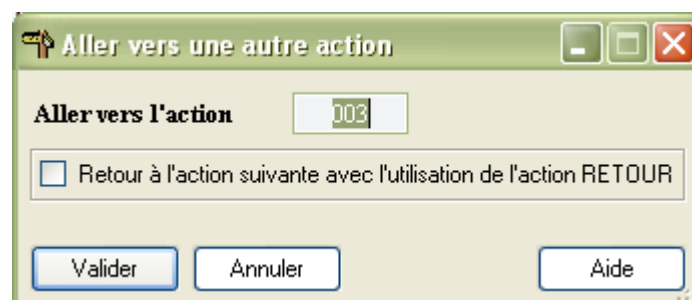 Aller vers une autre action
Aller vers l'action 003
Retour à l'action suivante avec l'utilisation de l'action RETOUR
Valider Annuler Aide